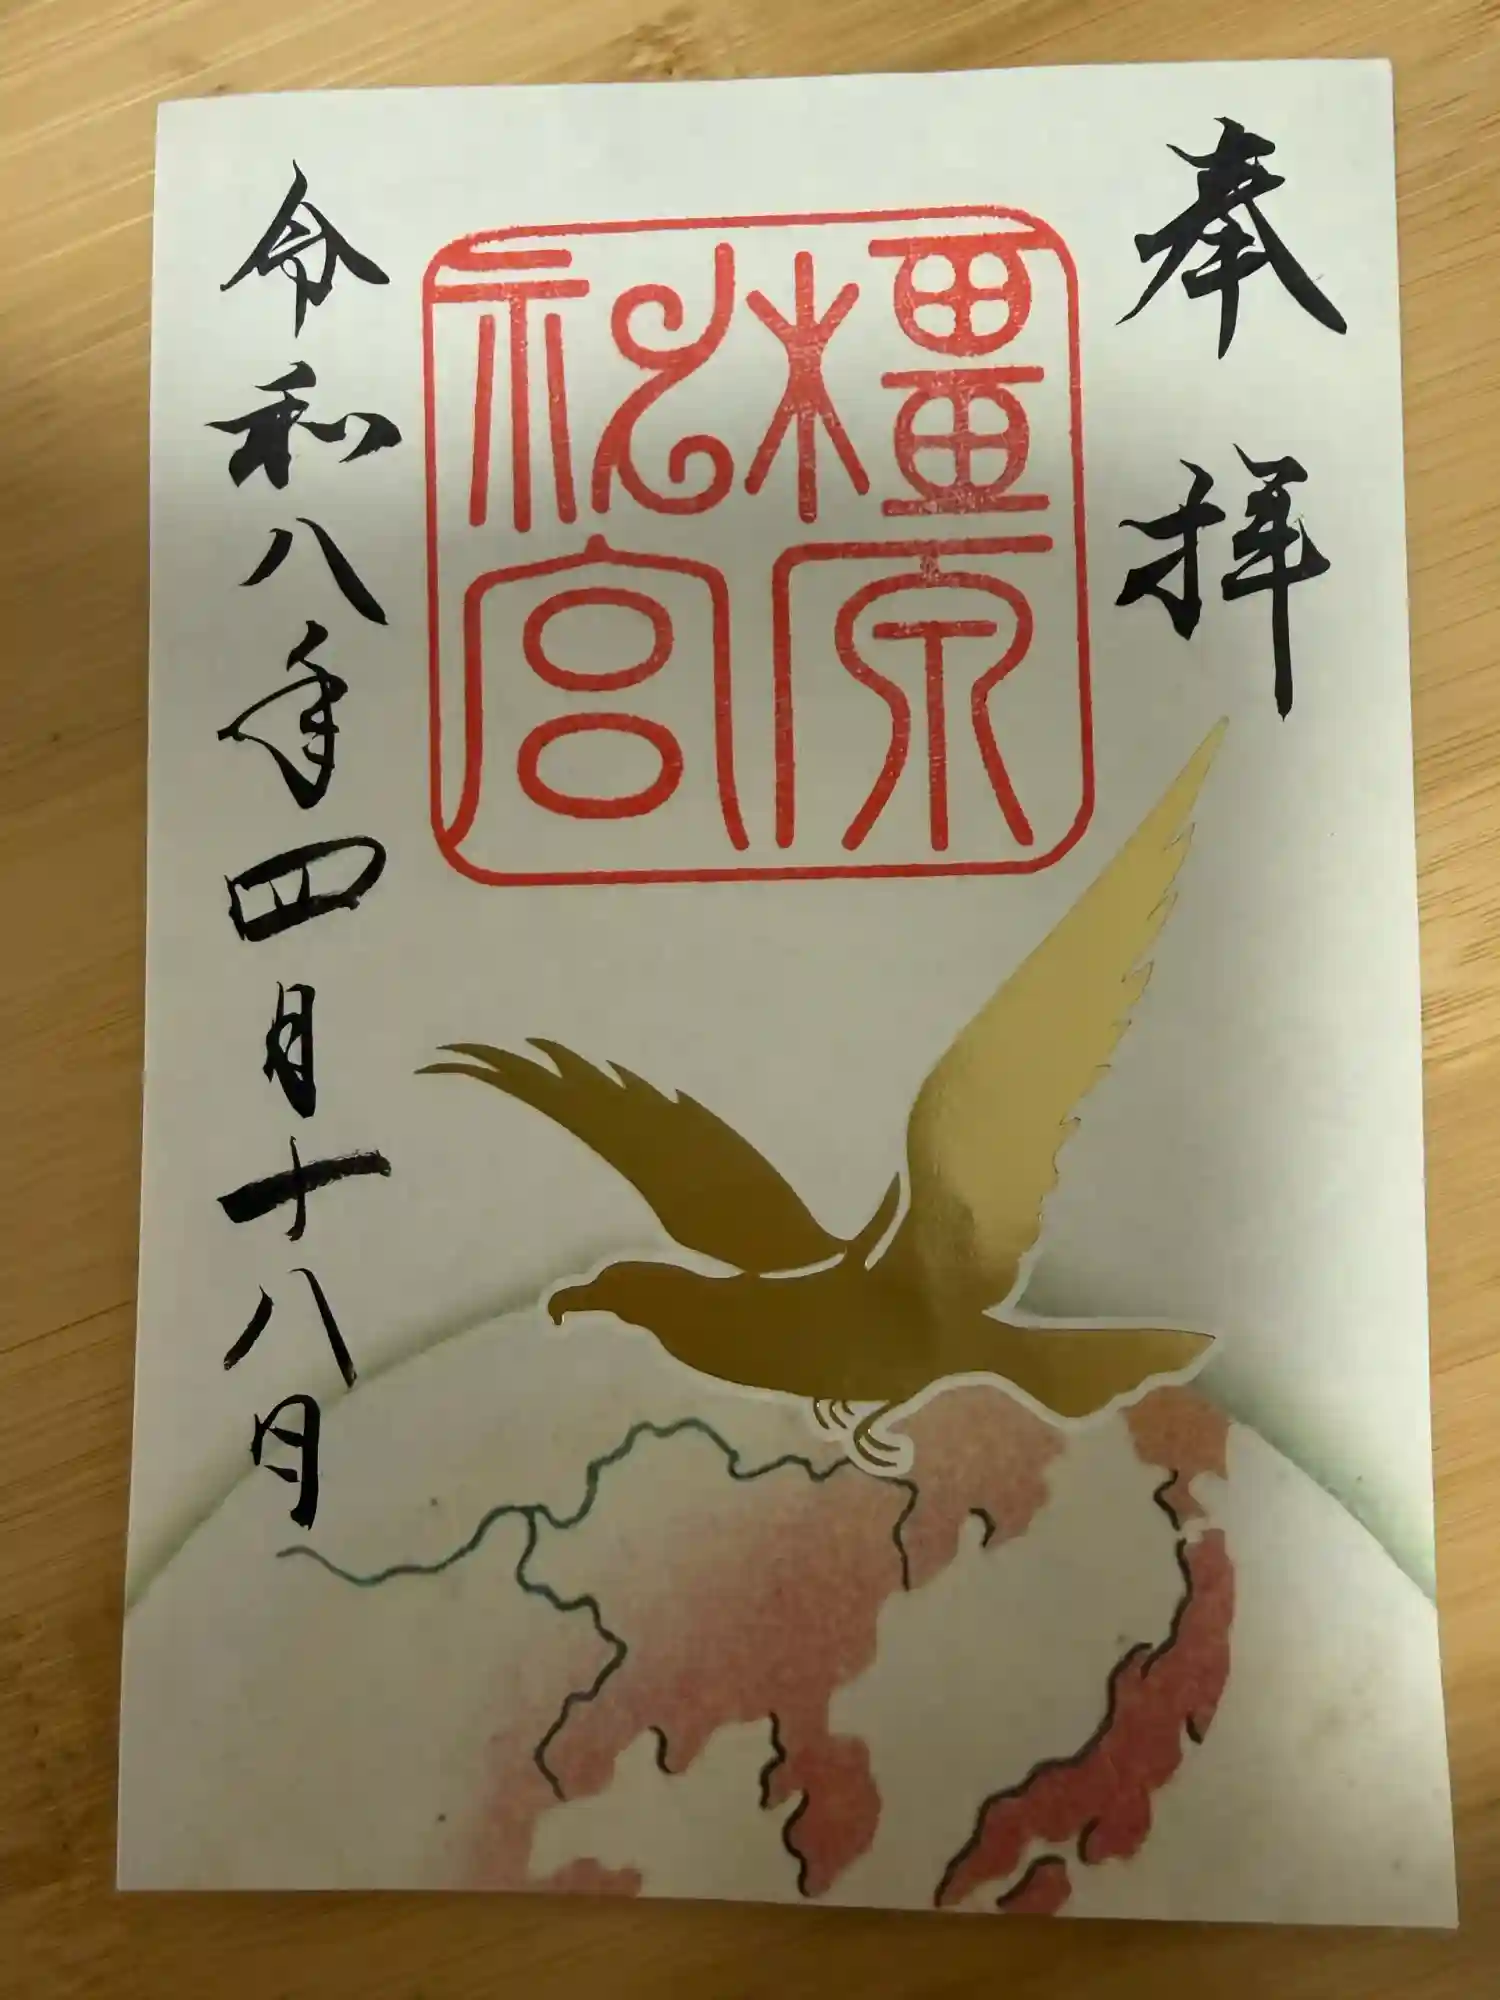 奉拝
橿原神宮
令和八年四月十八日